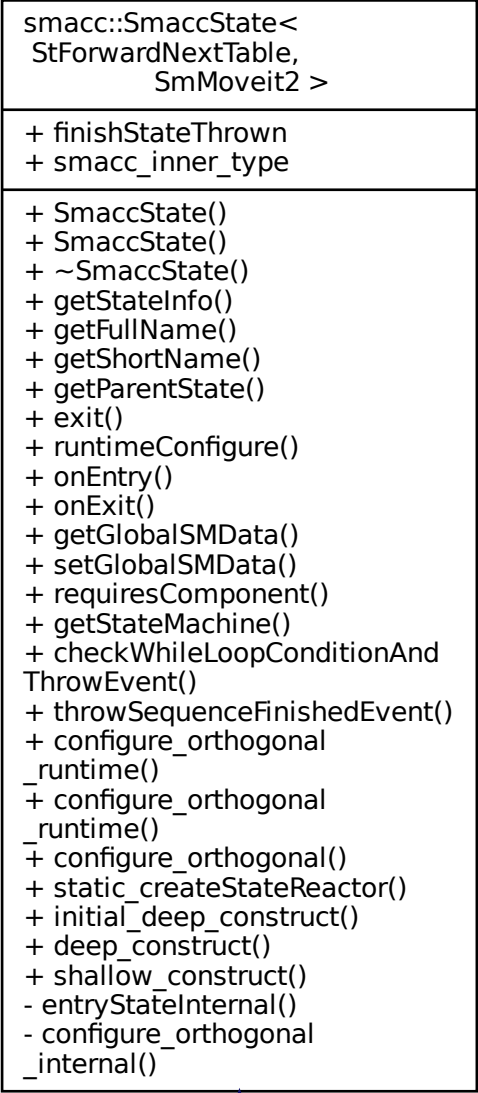 smacc::SmaccState<
StForwardNextTable,
SmMoveit2 >
+ finishStateThrown
+ smacc_inner_type
+ SmaccState()
+ SmaccState()
+ ~SmaccState()
+ getStateInfo()
+ getFullName()
+ getShortName()
+ getParentState()
+ exit()
+ runtimeConfigure()
+ onEntry()
+ onExit()
+ getGlobalSMData()
+ setGlobalSMData()
+ requiresComponent()
+ getStateMachine()
+ checkWhileLoopConditionAnd
ThrowEvent()
+ throwSequenceFinishedEvent()
+ configure_orthogonal
_runtime()
+ configure_orthogonal
_runtime()
+ configure_orthogonal()
+ static_createStateReactor()
+ initial_deep_construct()
+ deep_construct()
+ shallow_construct()
- entryStateInternal()
- configure_orthogonal
_internal()